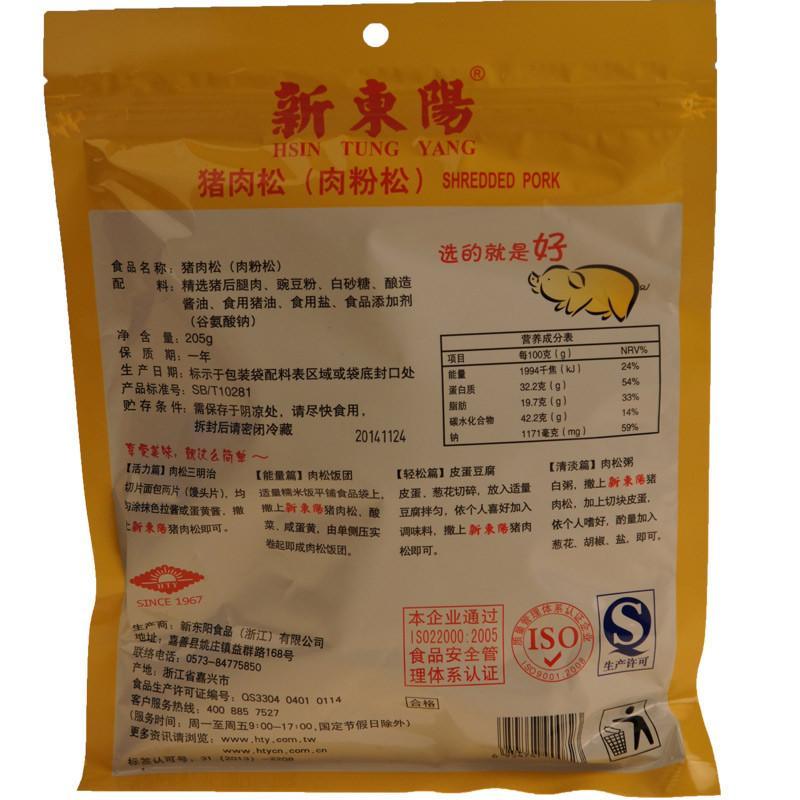 新東陽®
HSIN TUNG YANG
猪肉松（肉粉松） SHREDDED PORK
选的就是好
食品名称：猪肉松（肉粉松）
配 料：精选猪后腿肉、豌豆粉、白砂糖、酿造
酱油、食用猪油、食用盐、食品添加剂
（谷氨酸钠）
净 含 量：205g
保 质 期：一年
生产日期：标示于包装袋配料表区域或袋底封口处
产品标准号：SB/T10281
贮存条件：需保存于阴凉处，请尽快食用，
拆封后请密闭冷藏
20141124
营养成分表
项目 每100克（g） NRV%
能量 1994千焦（kJ） 24%
蛋白质 32.2克（g） 54%
脂肪 19.7克（g） 33%
碳水化合物 42.2克（g） 14%
钠 1171毫克（mg） 59%
享受美味，就这么简单～
【活力篇】肉松三明治
切片面包两片（馒头片），均
匀涂抹色拉酱或蛋黄酱，撒
上新東陽猪肉松即可。
【能量篇】肉松饭团
适量糯米饭平铺食品袋上，
撒上新東陽猪肉松、酸
菜、咸蛋黄，由单侧压实
卷起即成肉松饭团。
【轻松篇】皮蛋豆腐
皮蛋、葱花切碎，放入适量
豆腐拌匀，依个人喜好加入
调味料，撒上新東陽猪肉
松即可。
【清淡篇】肉松粥
白粥，撒上新東陽猪
肉松，加上切块皮蛋，
依个人嗜好，酌量加入
葱花、胡椒、盐，即可。
HTY
SINCE 1967
生产商：新东阳食品（浙江）有限公司
地址：嘉善县姚庄镇益群路168号
联络电话：0573-84775850
产地：浙江省嘉兴市
食品生产许可证编号：QS3304 0401 0114
客户服务热线：400 885 7527
（服务时间：周一至周五9:00-17:00,国定节假日除外）
更多资讯请浏览：www.hty.com.tw
www.htycn.com.cn
标签认可号：31（2013）-2208
本企业通过
ISO22000:2005
食品安全管
理体系认证
质量管理体系认证企业
ISO
ISO9001:2008
生产许可
合格